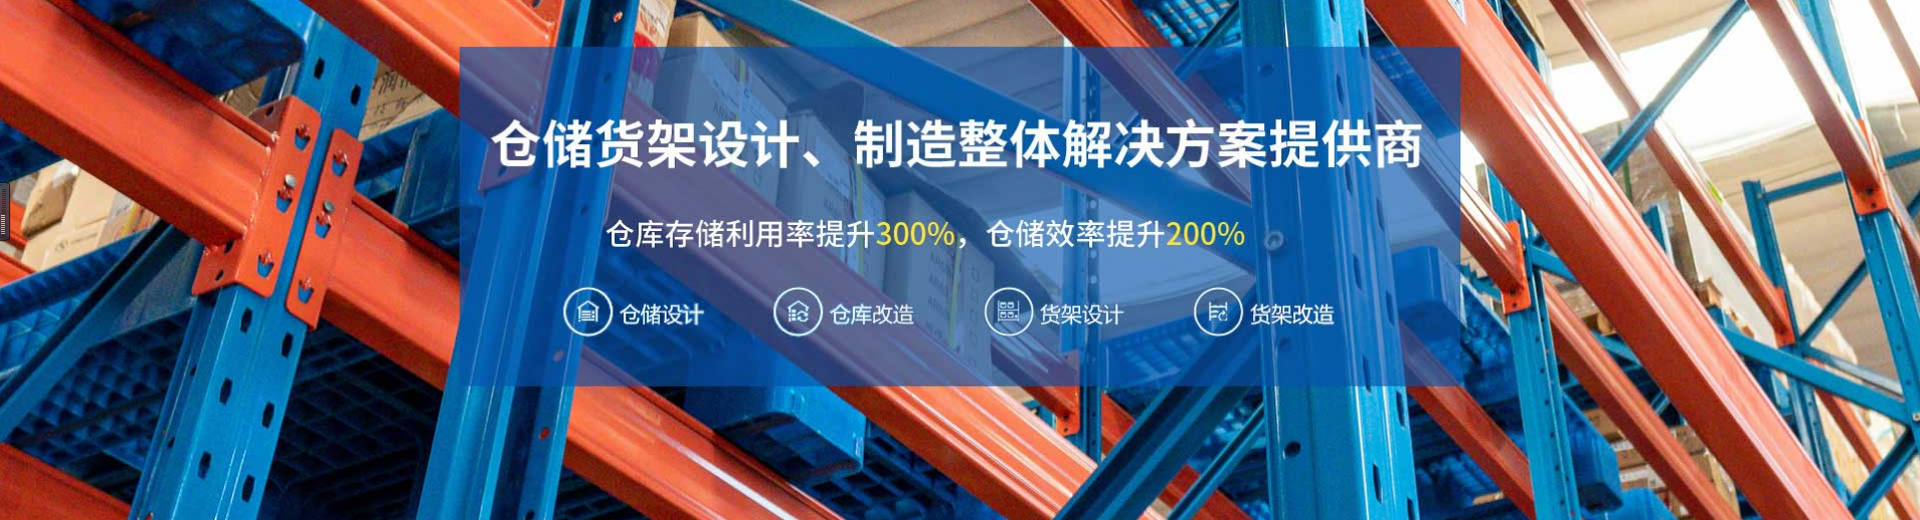 仓储货架设计、制造整体解决方案提供商
仓库存储利用率提升300%，仓储效率提升200%
仓储设计 仓库改造 货架设计 货架改造